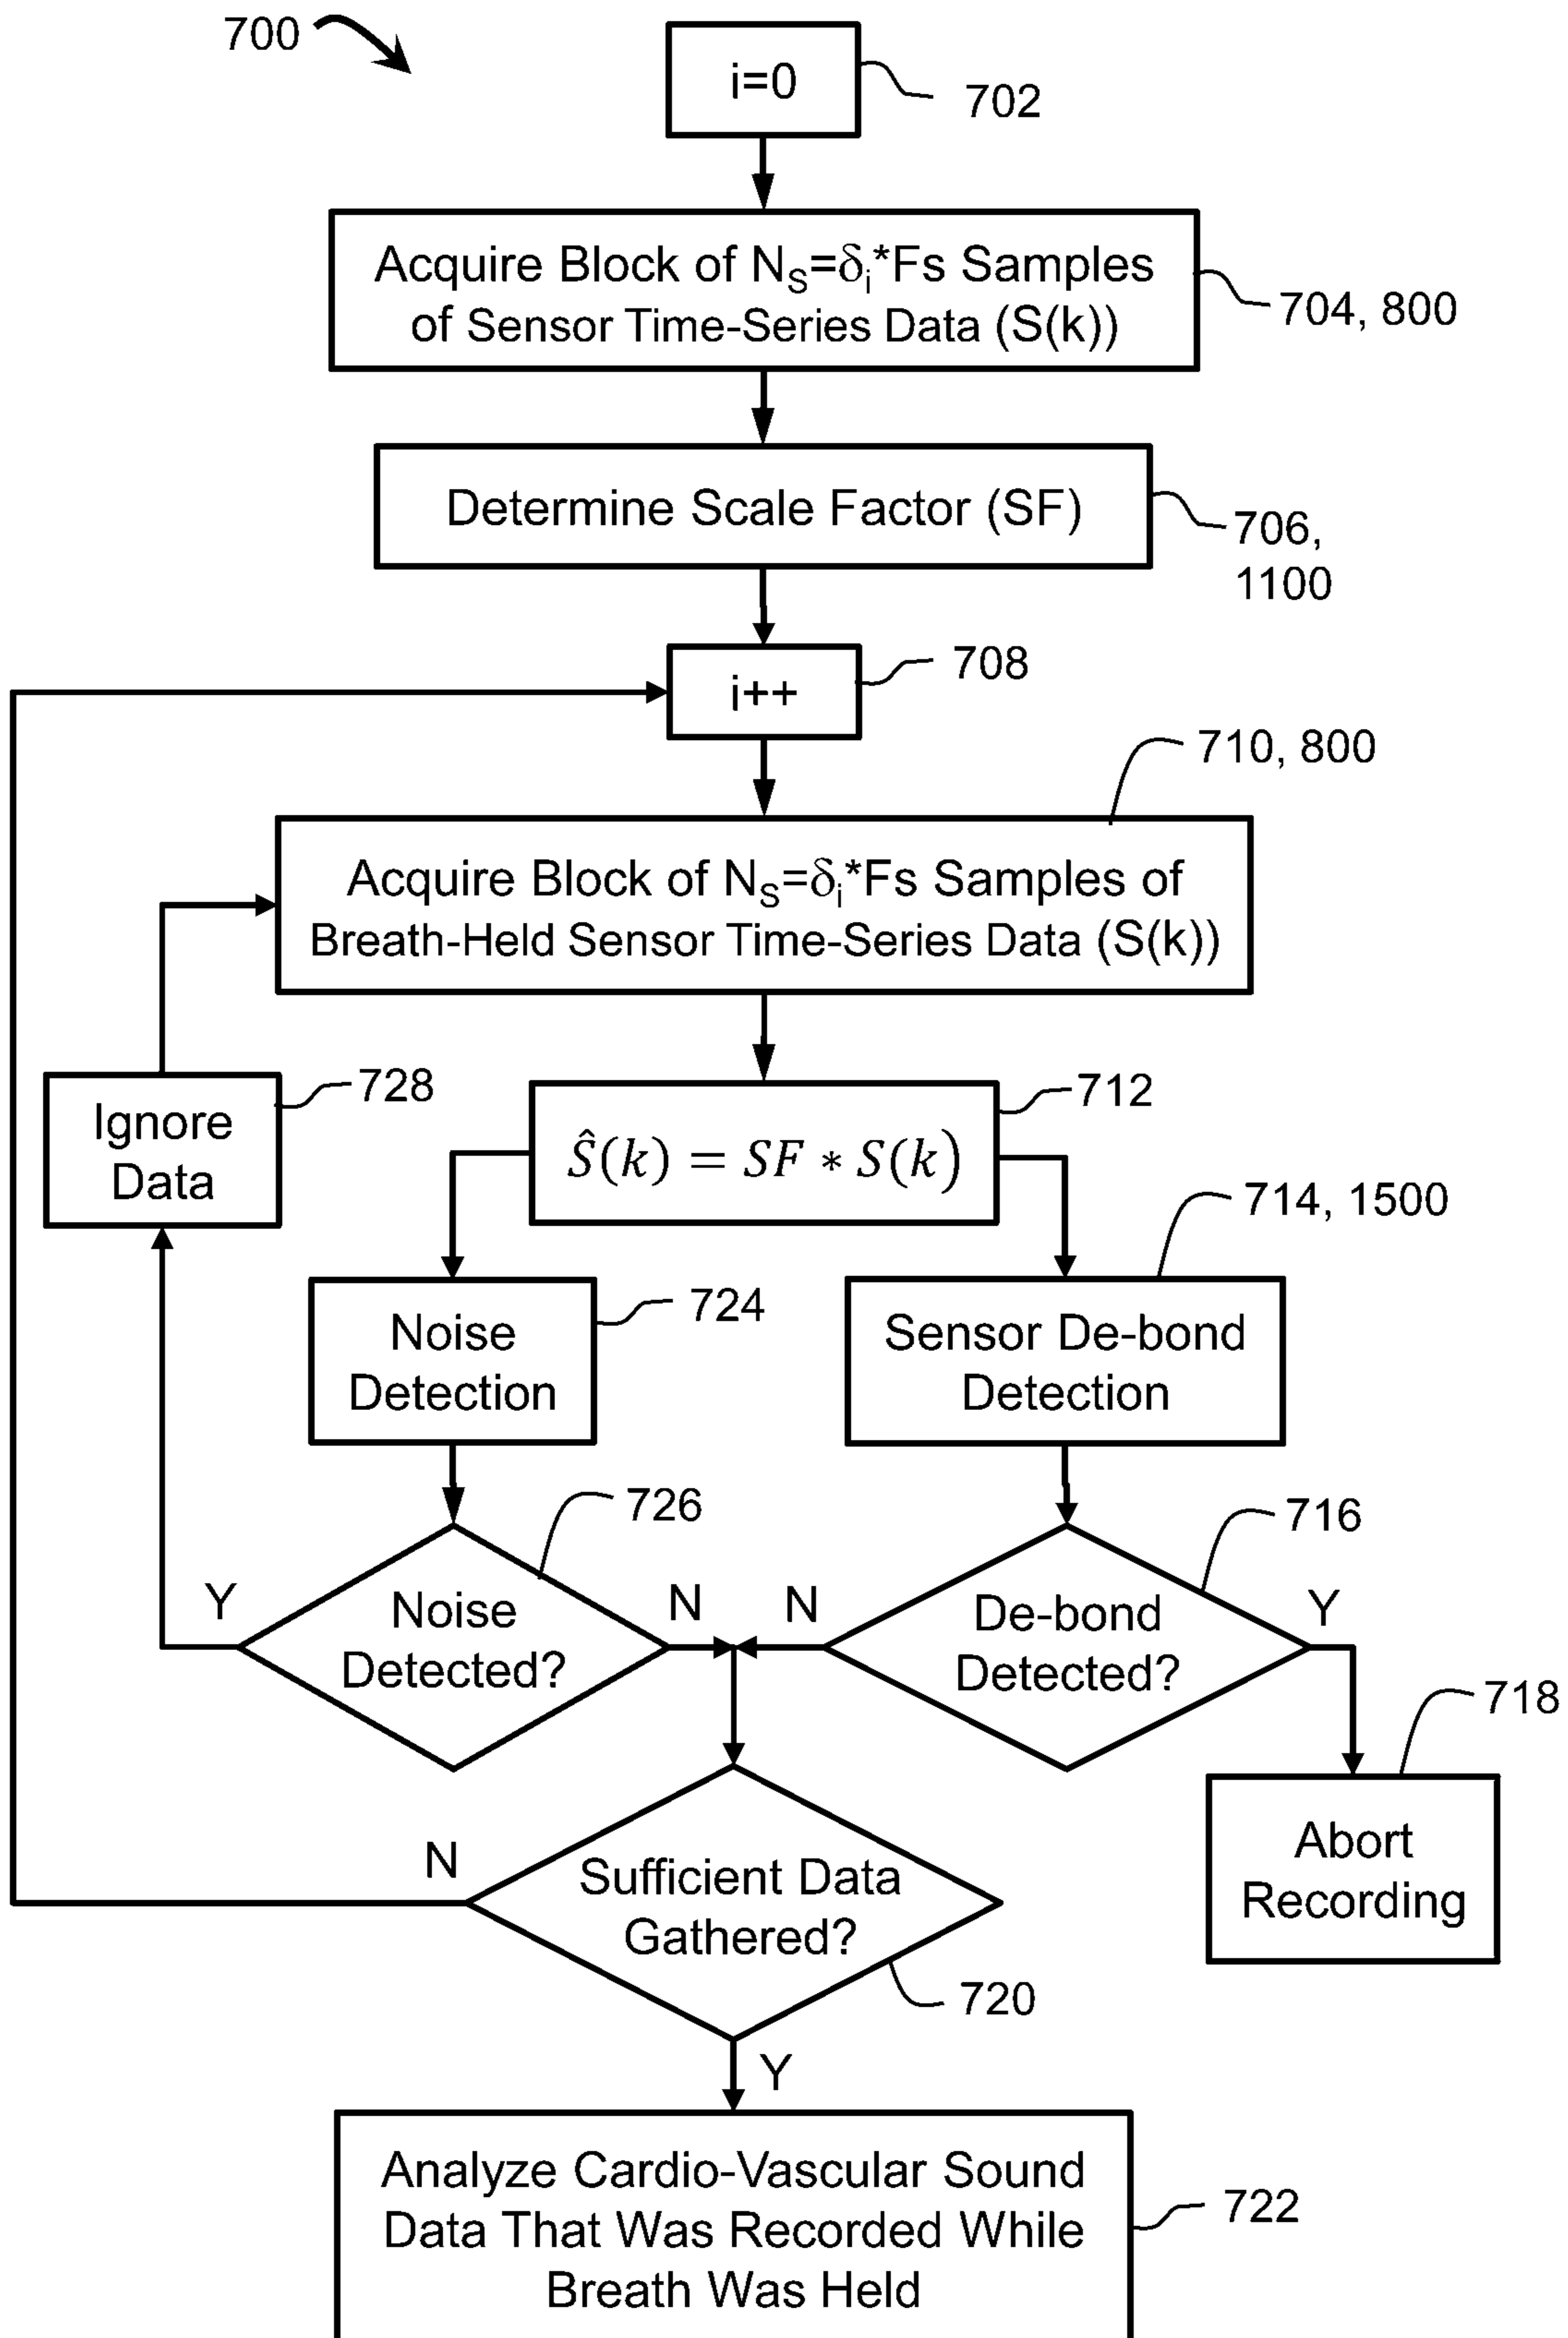 700
i=0
702
Acquire Block of Nₛ=δᵢ*Fs Samples
of Sensor Time-Series Data (S(k))
704, 800
Determine Scale Factor (SF)
706,
1100
708
i++
710, 800
Acquire Block of Nₛ=δᵢ*Fs Samples of
Breath-Held Sensor Time-Series Data (S(k))
728
Ignore
Data
712
Ŝ(k) = SF * S(k)
714, 1500
724
Noise
Detection
Sensor De-bond
Detection
726
716
Y
Noise
Detected?
N
N
De-bond
Detected?
Y
718
Abort
Recording
N
Sufficient Data
Gathered?
720
Y
Analyze Cardio-Vascular Sound
Data That Was Recorded While
Breath Was Held
722